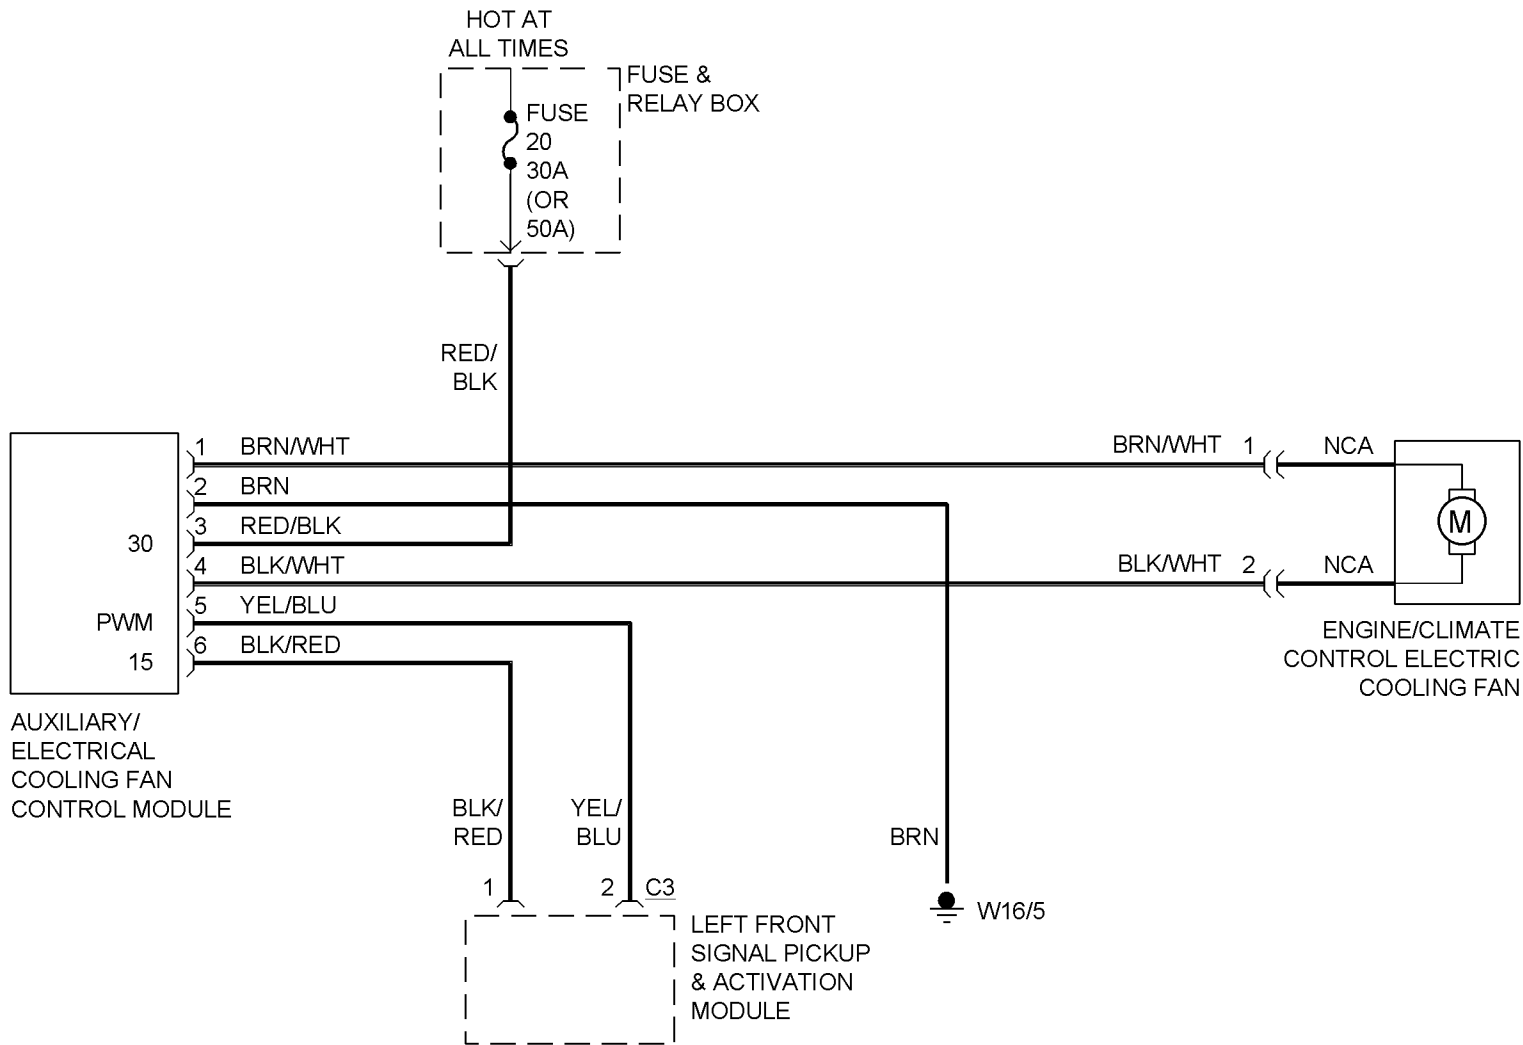 HOT AT
ALL TIMES
FUSE &
RELAY BOX
FUSE
20
30A
(OR
50A)
RED/
BLK
1 BRN/WHT
2 BRN
3 RED/BLK
30
4 BLK/WHT
5 YEL/BLU
PWM
6 BLK/RED
15
BRN/WHT 1 NCA
M
BLK/WHT 2 NCA
ENGINE/CLIMATE
CONTROL ELECTRIC
COOLING FAN
AUXILIARY/
ELECTRICAL
COOLING FAN
CONTROL MODULE
BLK/
RED
YEL/
BLU
BRN
1
2 C3
W16/5
LEFT FRONT
SIGNAL PICKUP
& ACTIVATION
MODULE